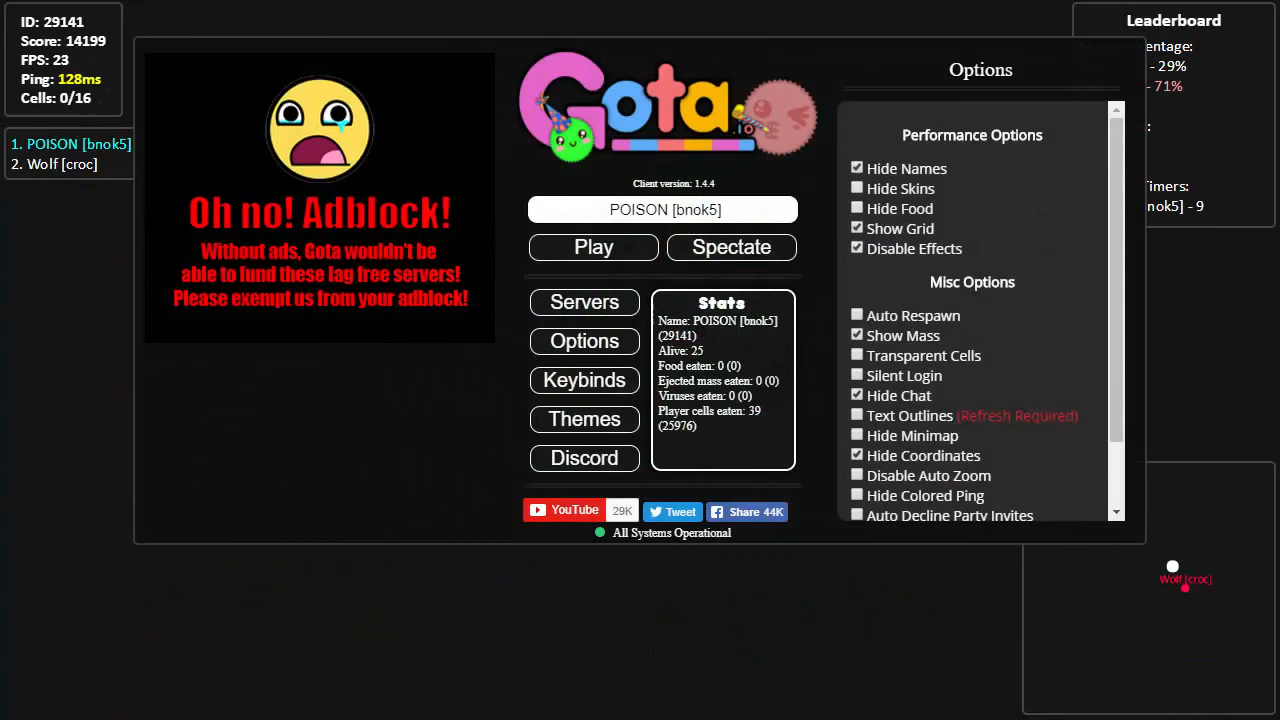 ID: 29141
Score: 14199
FPS: 23
Ping: 128ms
Cells: 0/16
1. POISON [bnok5]
2. Wolf [croc]
Oh no! Adblock!
Without ads, Gota wouldn't be
able to fund these lag free servers!
Please exempt us from your adblock!
Gota.io
Client version: 1.4.4
POISON [bnok5]
Play
Spectate
Servers
Options
Keybinds
Themes
Discord
Stats
Name: POISON [bnok5]
(29141)
Alive: 25
Food eaten: 0 (0)
Ejected mass eaten: 0 (0)
Viruses eaten: 0 (0)
Player cells eaten: 39
(25976)
YouTube 29K
Tweet
Share 44K
All Systems Operational
Options
Performance Options
Hide Names
Hide Skins
Hide Food
Show Grid
Disable Effects
Misc Options
Auto Respawn
Show Mass
Transparent Cells
Silent Login
Hide Chat
Text Outlines (Refresh Required)
Hide Minimap
Hide Coordinates
Disable Auto Zoom
Hide Colored Ping
Auto Decline Party Invites
Leaderboard
entage:
- 29%
- 71%
:
Timers:
nok5] - 9
Wolf [croc]